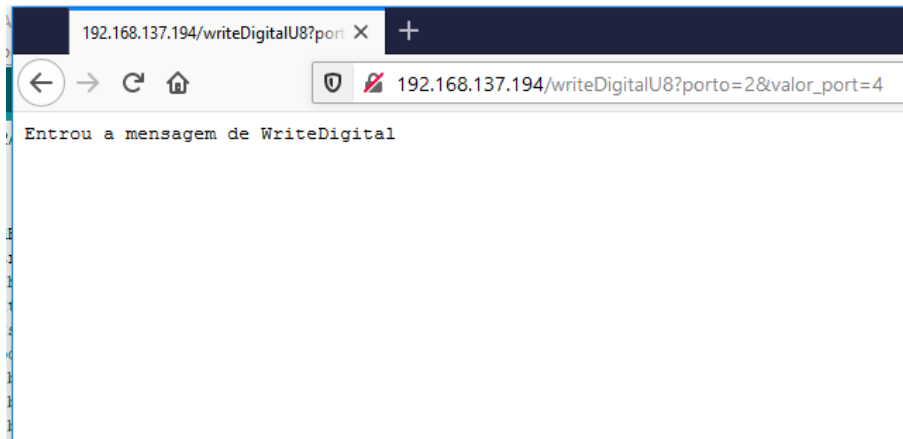 192.168.137.194/writeDigitalU8?port
192.168.137.194/writeDigitalU8?porto=2&valor_port=4
Entrou a mensagem de WriteDigital